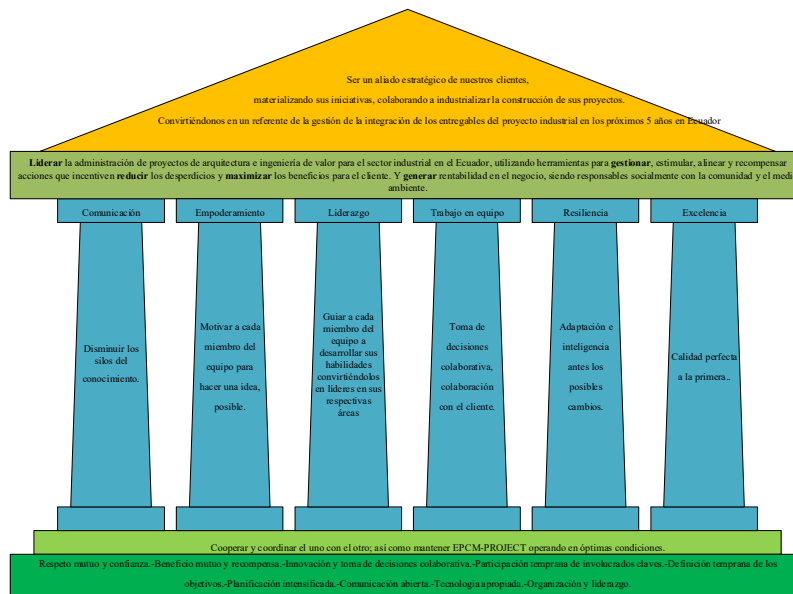 Ser un aliado estratégico de nuestros clientes,
materializando sus iniciativas, colaborando a industrializar la construcción de sus proyectos.
Convirtiéndonos en un referente de la gestión de la integración de los entregables del proyecto industrial en los próximos 5 años en Ecuador
Liderar la administración de proyectos de arquitectura e ingeniería de valor para el sector industrial en el Ecuador, utilizando herramientas para gestionar, estimular, alinear y recompensar
acciones que incentiven reducir los desperdicios y maximizar los beneficios para el cliente. Y generar rentabilidad en el negocio, siendo responsables socialmente con la comunidad y el medi
ambiente.
Comunicación
Empoderamiento
Liderazgo
Trabajo en equipo
Resiliencia
Excelencia
Disminuir los
silos del
conocimiento.
Motivar a cada
miembro del
equipo para
hacer una idea,
posible.
Guiar a cada
miembro del
equipo a
desarrollar sus
habilidades
convirtiéndolos
en líderes en sus
respectivas
áreas
Toma de
decisiones
colaborativa,
colaboración
con el cliente.
Adaptación e
inteligencia
antes los
posibles
cambios.
Calidad perfecta
a la primera..
Cooperar y coordinar el uno con el otro; así como mantener EPCM-PROJECT operando en óptimas condiciones.
Respeto mutuo y confianza.-Beneficio mutuo y recompensa.-Innovación y toma de decisiones colaborativa.-Participación temprana de involucrados claves.-Definición temprana de los
objetivos.-Planificación intensificada.-Comunicación abierta.-Tecnología apropiada.-Organización y liderazgo.